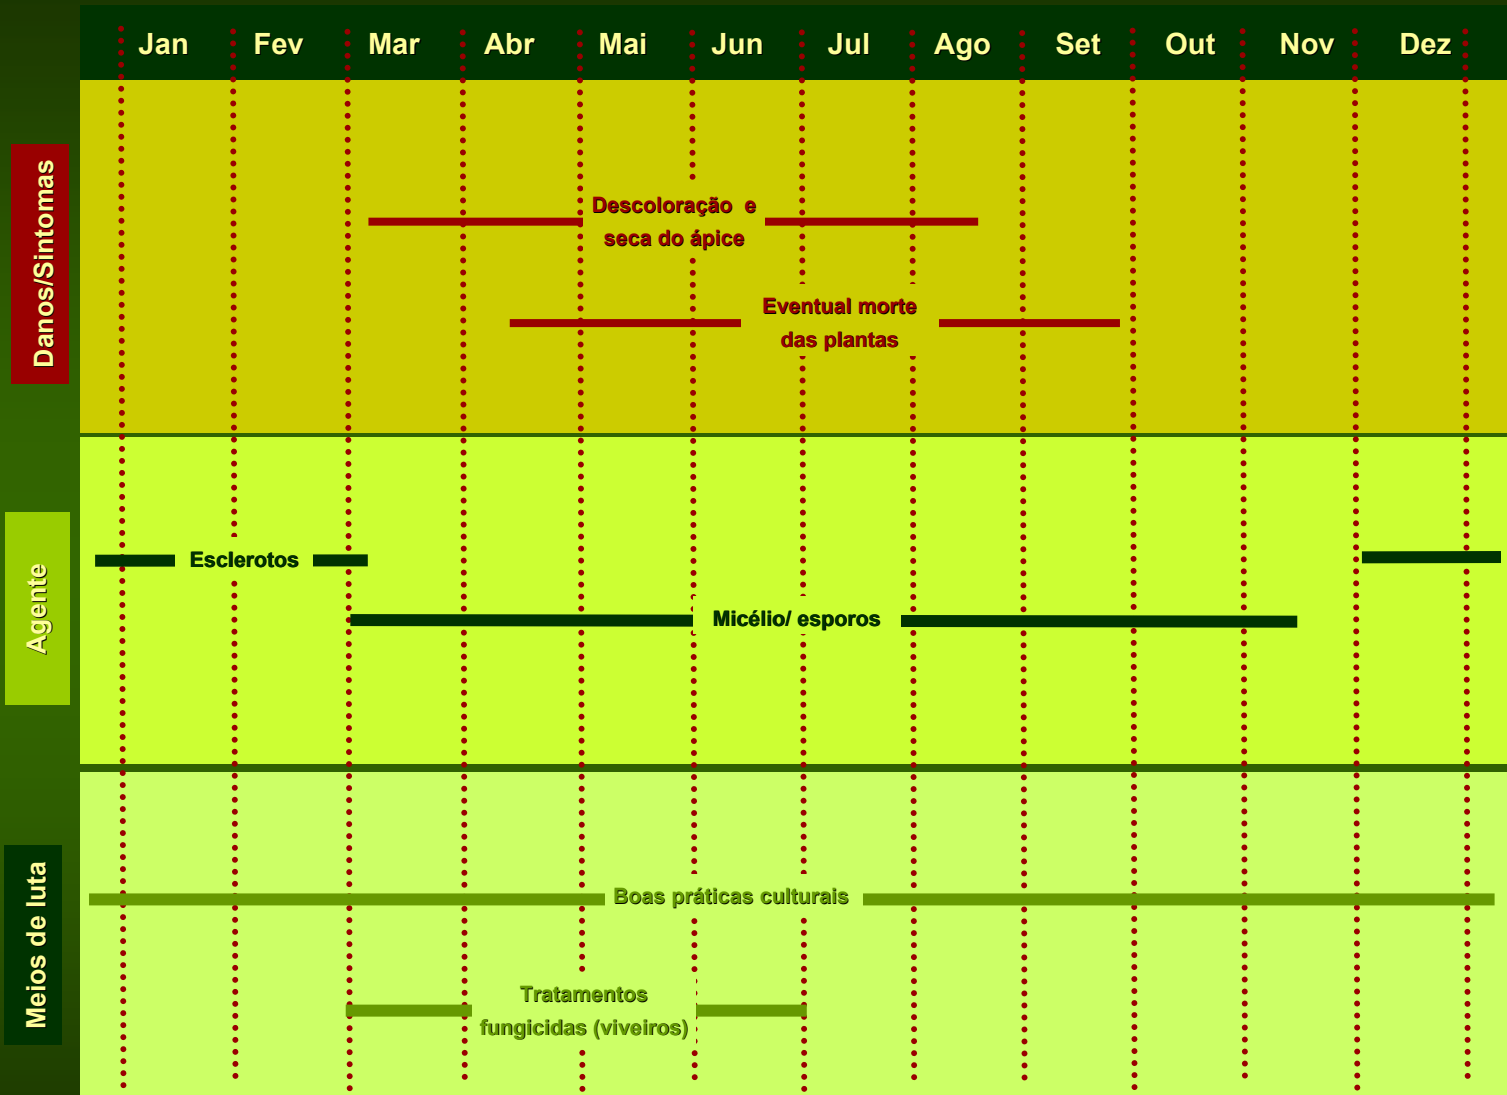 Jan Fev Mar Abr Mai Jun Jul Ago Set Out Nov Dez
Danos/Sintomas
Descoloração e
seca do ápice
Eventual morte
das plantas
Agente
Esclerotos
Micélio/ esporos
Meios de luta
Boas práticas culturais
Tratamentos
fungicidas (viveiros)